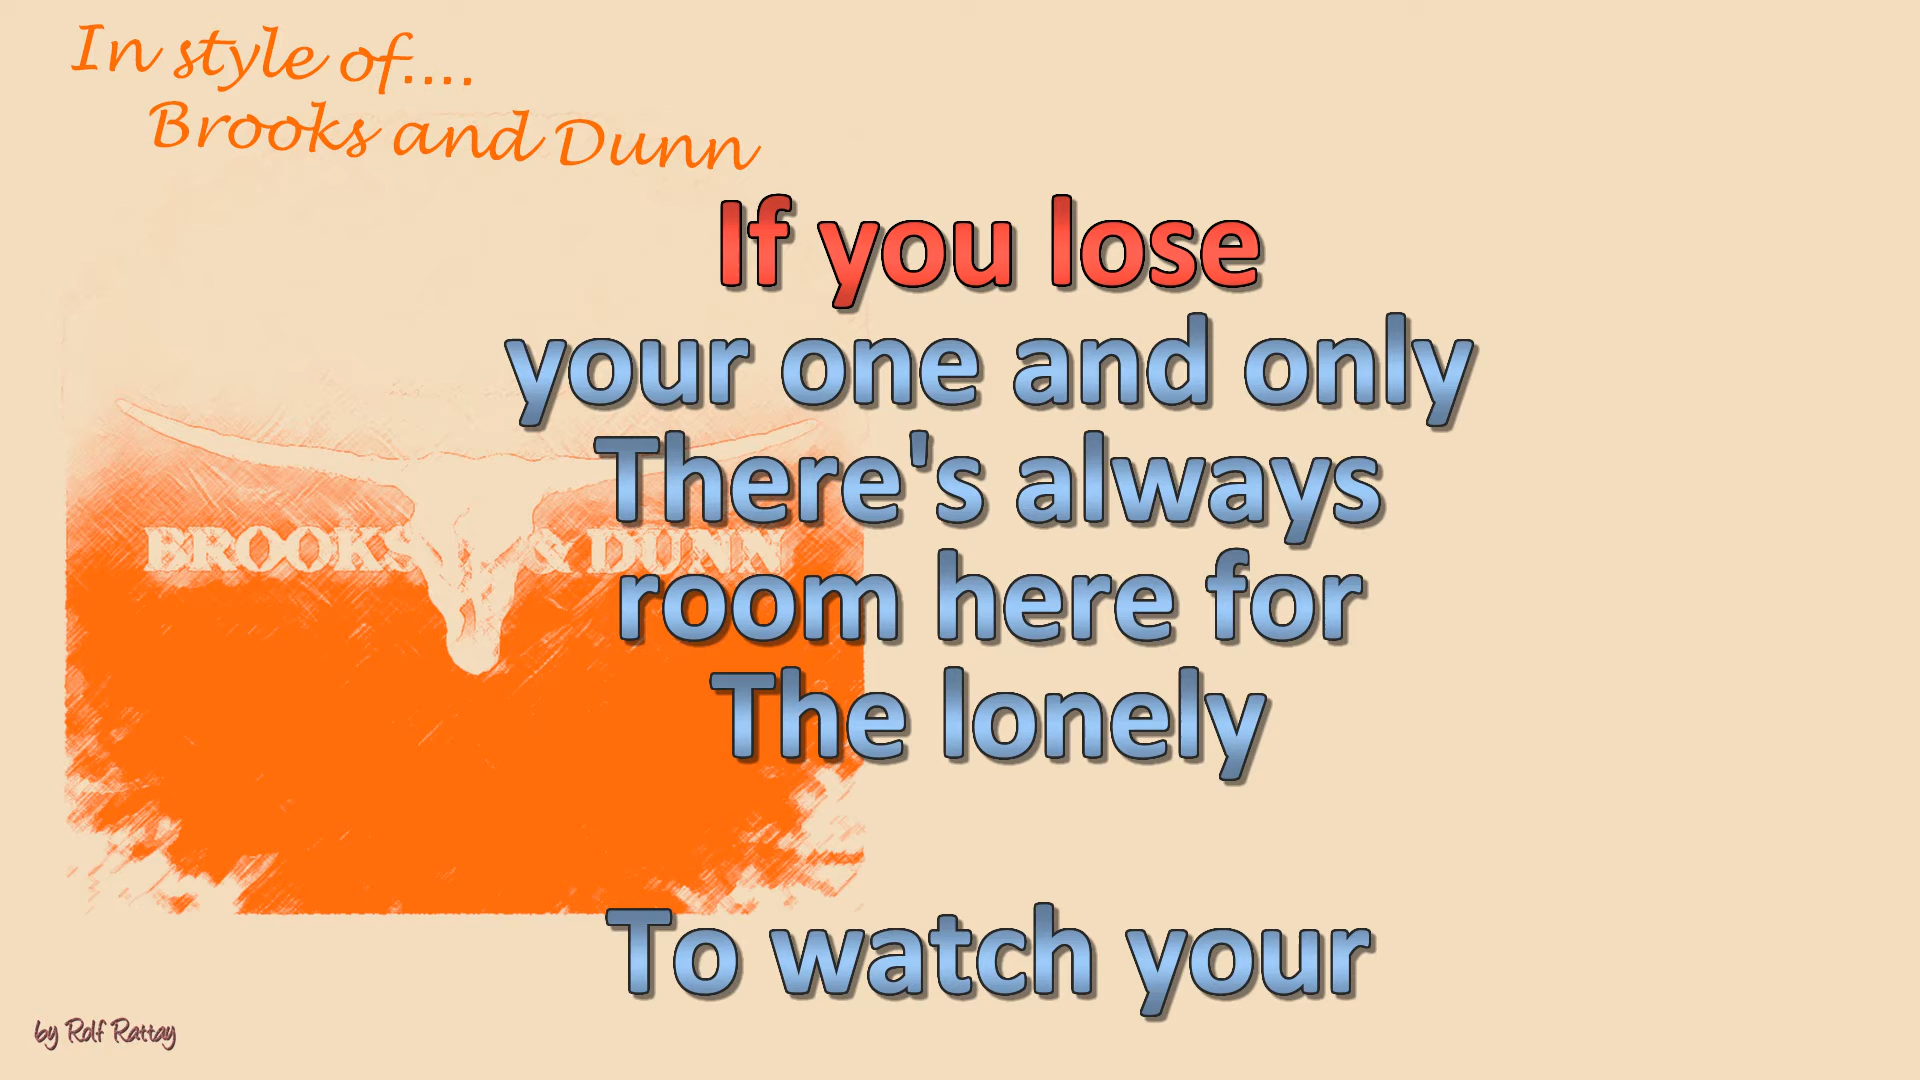 In style of....
Brooks and Dunn
If you lose
your one and only
There's always
room here for
The lonely
BROOKS & DUNN
To watch your
by Rolf Rattay